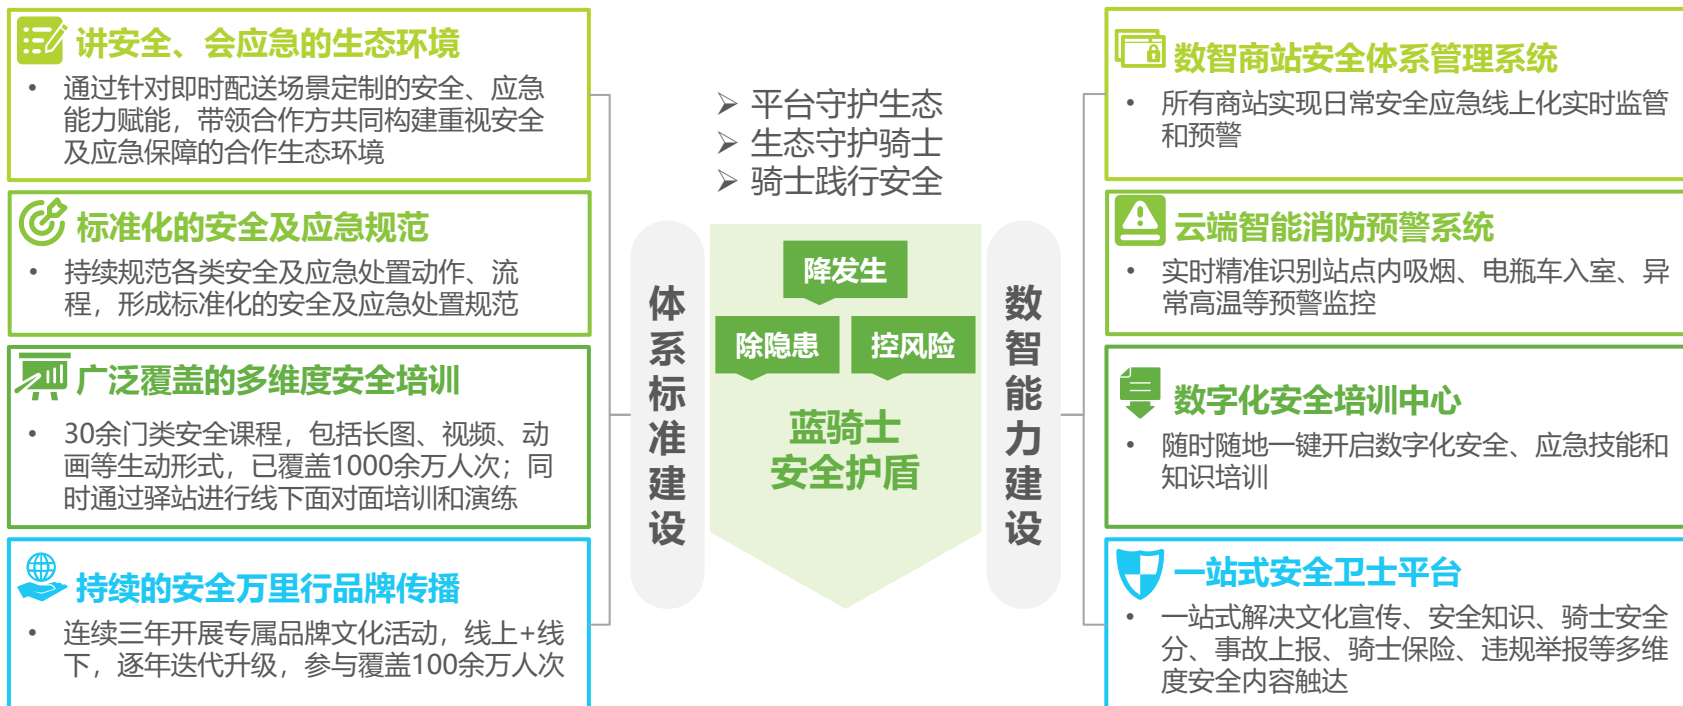 讲安全、会应急的生态环境
• 通过针对即时配送场景定制的安全、应急
能力赋能，带领合作方共同构建重视安全
及应急保障的合作生态环境
标准化的安全及应急规范
• 持续规范各类安全及应急处置动作、流
程，形成标准化的安全及应急处置规范
广泛覆盖的多维度安全培训
• 30余门类安全课程，包括长图、视频、动
画等生动形式，已覆盖1000余万人次；同
时通过驿站进行线下面对面培训和演练
持续的安全万里行品牌传播
• 连续三年开展专属品牌文化活动，线上+线
下，逐年迭代升级，参与覆盖100余万人次
体系标准建设
➢ 平台守护生态
➢ 生态守护骑士
➢ 骑士践行安全
降发生
除隐患
控风险
蓝骑士
安全护盾
数智能力建设
数智商站安全体系管理系统
• 所有商站实现日常安全应急线上化实时监管
和预警
云端智能消防预警系统
• 实时精准识别站点内吸烟、电瓶车入室、异
常高温等预警监控
数字化安全培训中心
• 随时随地一键开启数字化安全、应急技能和
知识培训
一站式安全卫士平台
• 一站式解决文化宣传、安全知识、骑士安全
分、事故上报、骑士保险、违规举报等多维
度安全内容触达